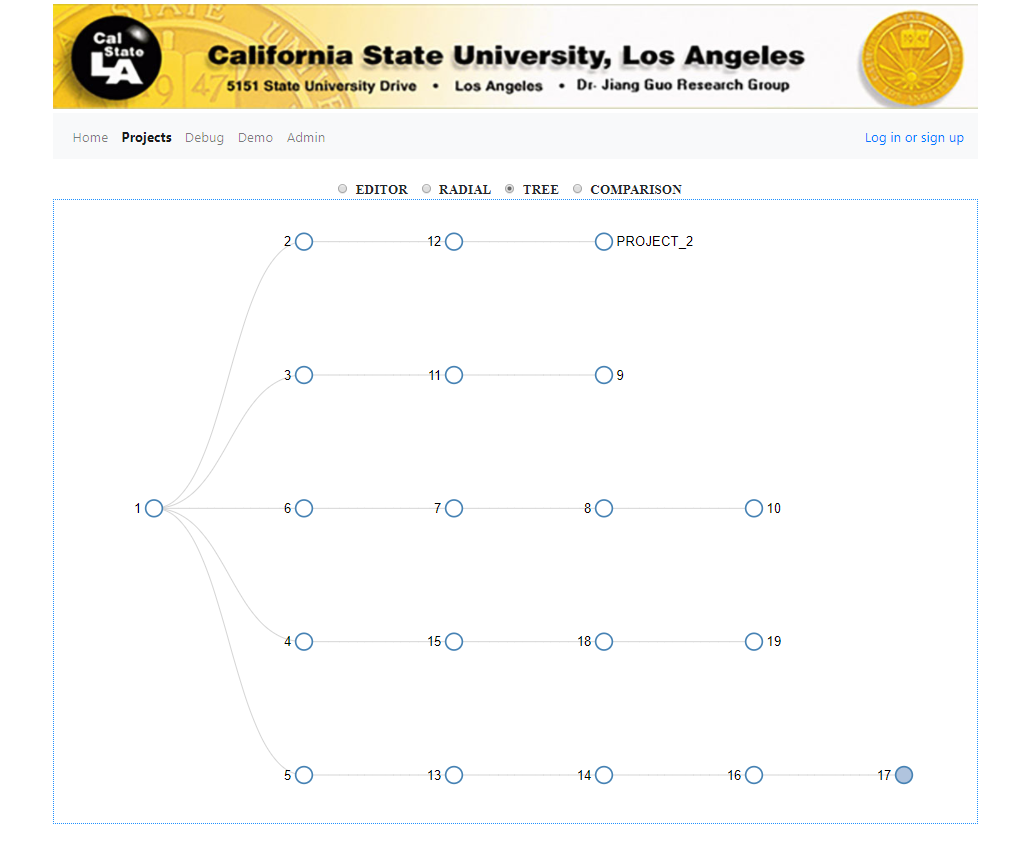 Cal
State
LA
California State University, Los Angeles
5151 State University Drive • Los Angeles • Dr. Jiang Guo Research Group
1947
Home Projects Debug Demo Admin Log in or sign up
EDITOR RADIAL TREE COMPARISON
2 12 PROJECT_2
3 11 9
1 6 7 8 10
4 15 18 19
5 13 14 16 17